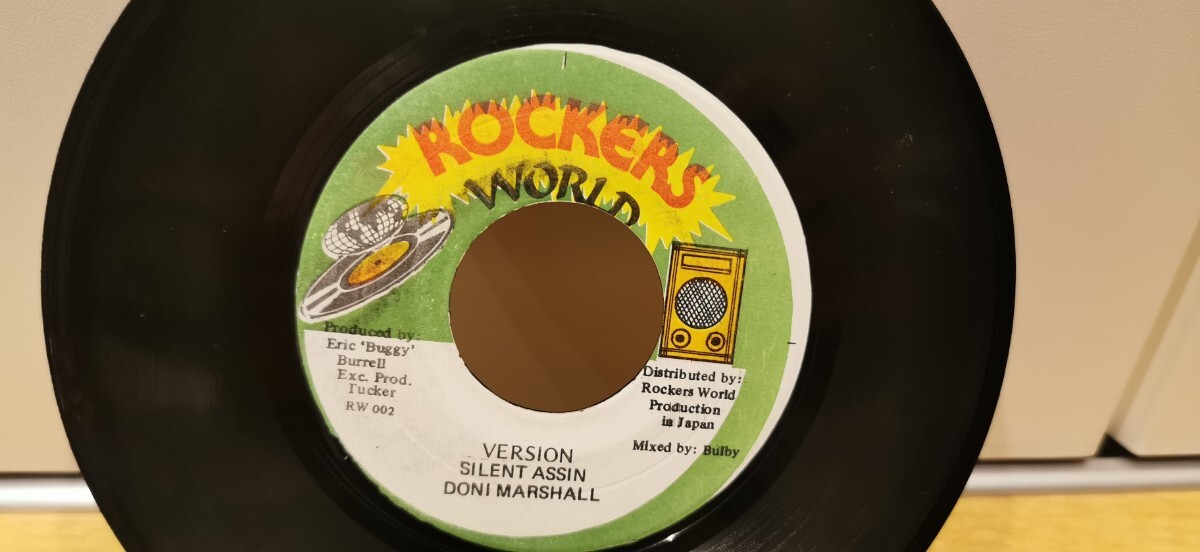 ROCKERS
WORLD
Produced by:
Eric 'Buggy'
Burrell
Exc. Prod.
Tucker
RW 002
Distributed by:
Rockers World
Production
in Japan
Mixed by: Bulby
VERSION
SILENT ASSIN
DONI MARSHALL